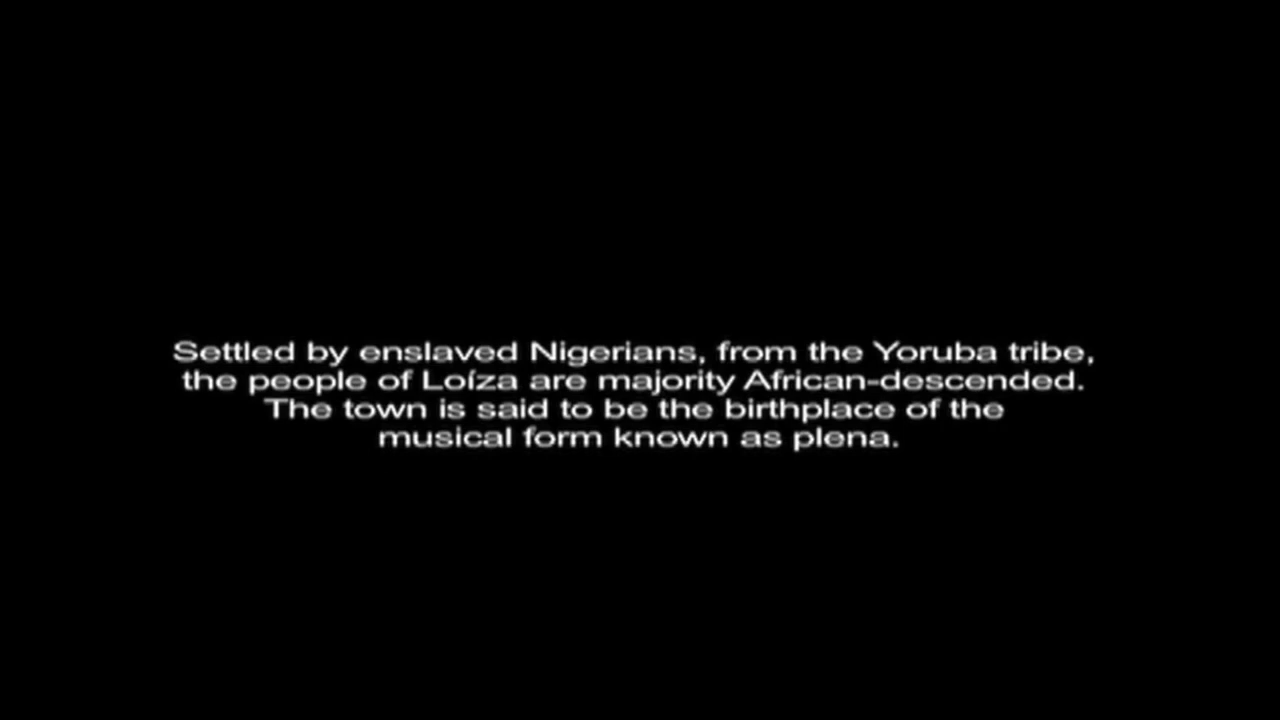 Settled by enslaved Nigerians, from the Yoruba tribe,
the people of Loíza are majority African-descended.
The town is said to be the birthplace of the
musical form known as plena.